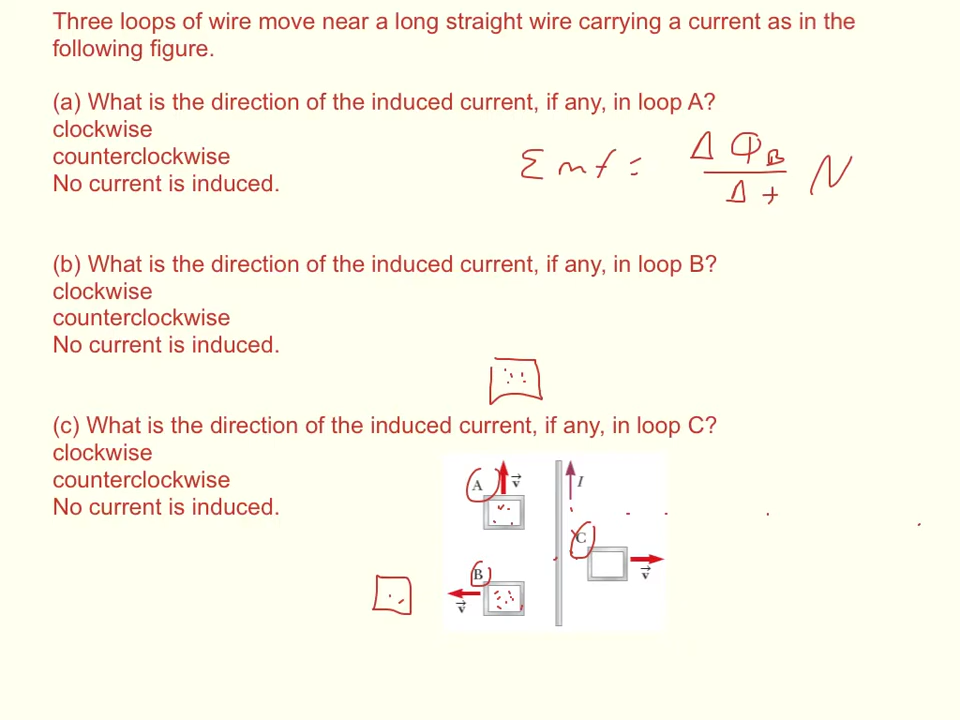 Three loops of wire move near a long straight wire carrying a current as in the
following figure.
(a) What is the direction of the induced current, if any, in loop A?
clockwise
counterclockwise
No current is induced.
Emf = ΔΦB / Δt N
(b) What is the direction of the induced current, if any, in loop B?
clockwise
counterclockwise
No current is induced.
(c) What is the direction of the induced current, if any, in loop C?
clockwise
counterclockwise
No current is induced.
A v I
C
B v
v